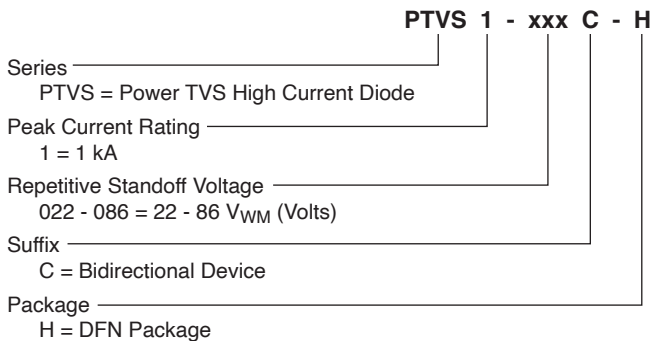 PTVS 1 - xxx C - H
Series
PTVS = Power TVS High Current Diode
Peak Current Rating
1 = 1 kA
Repetitive Standoff Voltage
022 - 086 = 22 - 86 VWM (Volts)
Suffix
C = Bidirectional Device
Package
H = DFN Package